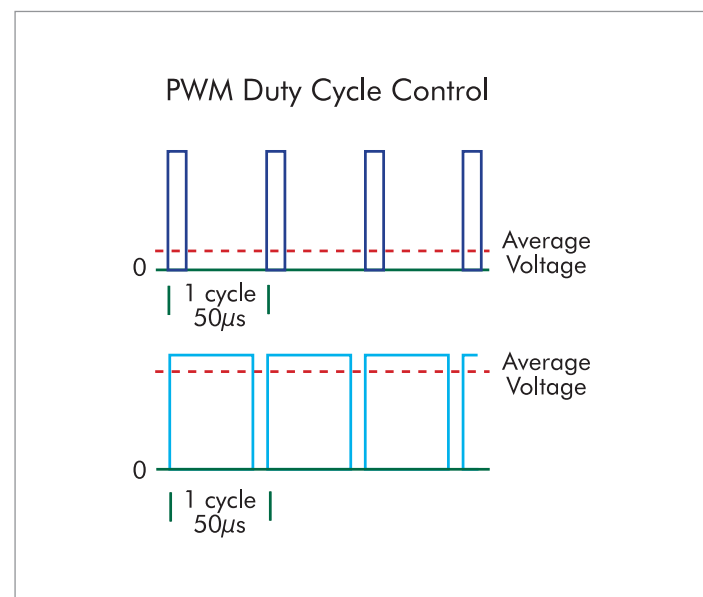 PWM Duty Cycle Control
Average
Voltage
0
1 cycle
50µs
Average
Voltage
0
1 cycle
50µs